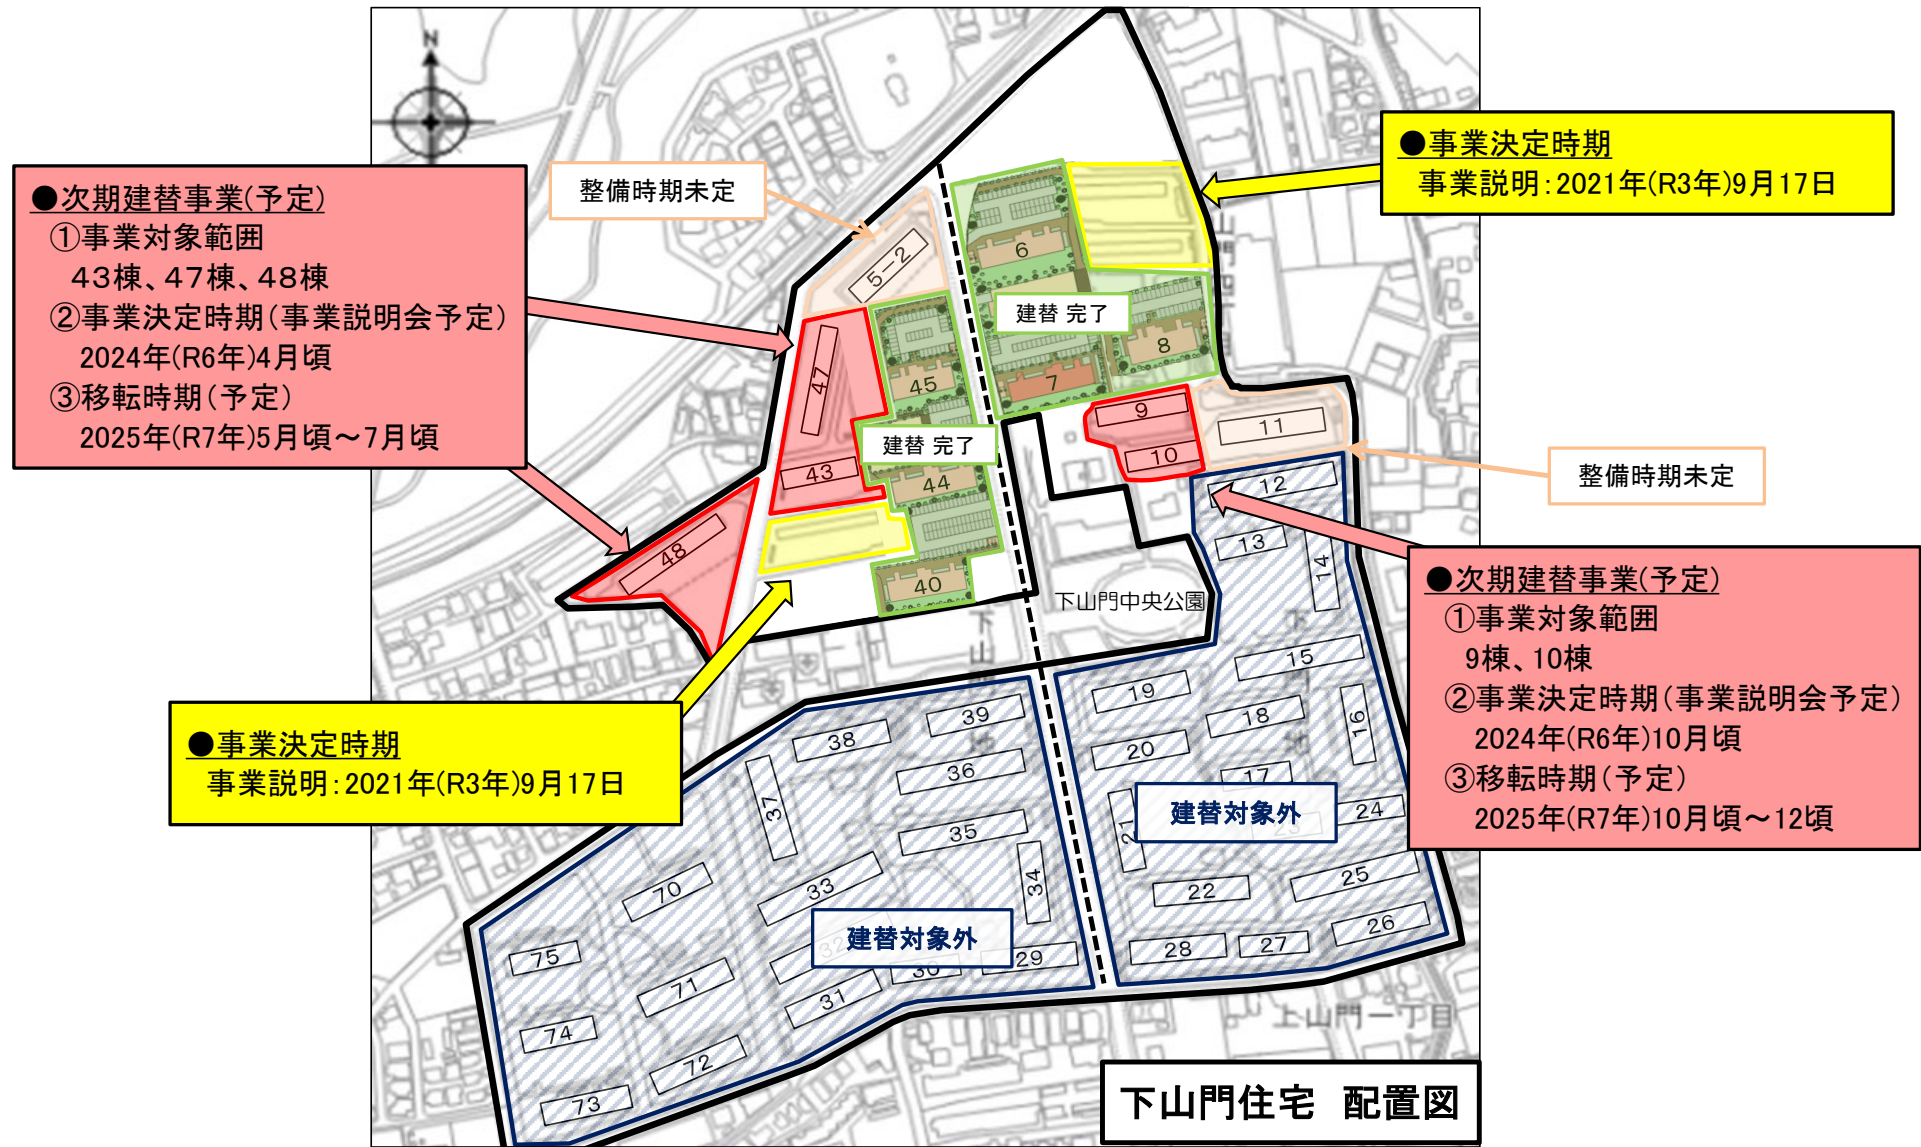 N
●次期建替事業(予定)
①事業対象範囲
43棟、47棟、48棟
②事業決定時期(事業説明会予定)
2024年(R6年)4月頃
③移転時期(予定)
2025年(R7年)5月頃～7月頃
整備時期未定
●事業決定時期
事業説明:2021年(R3年)9月17日
5-2
6
建替 完了
8
7
47
45
建替 完了
43
44
48
40
9
10
11
整備時期未定
12
13
14
下山門中央公園
●次期建替事業(予定)
①事業対象範囲
9棟、10棟
②事業決定時期(事業説明会予定)
2024年(R6年)10月頃
③移転時期(予定)
2025年(R7年)10月頃～12頃
●事業決定時期
事業説明:2021年(R3年)9月17日
下山
地
15
16
19
18
20
17
21
建替対象外
23
24
22
25
26
28
27
39
38
36
37
35
34
33
70
建替対象外
32
30
29
31
75
71
74
72
73
上山門一丁目
下山門住宅 配置図